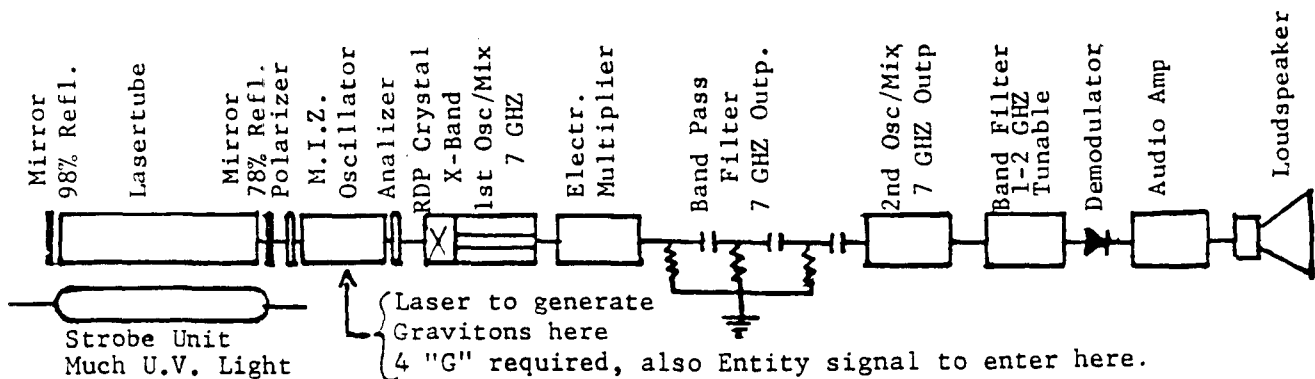 Mirror
98% Refl.
Lasertube
Mirror
78% Refl.
Polarizer
M.I.Z.
Oscillator
Analizer
RDP Crystal
X-Band
1st Osc/Mix
7 GHZ
Electr.
Multiplier
Band Pass
Filter
7 GHZ Outp.
2nd Osc/Mix
7 GHZ Outp
Band Filter
1-2 GHZ
Tunable
Demodulator
Audio Amp
Loudspeaker
X
Strobe Unit
Much U.V. Light
Laser to generate
Gravitons here
4 "G" required, also Entity signal to enter here.